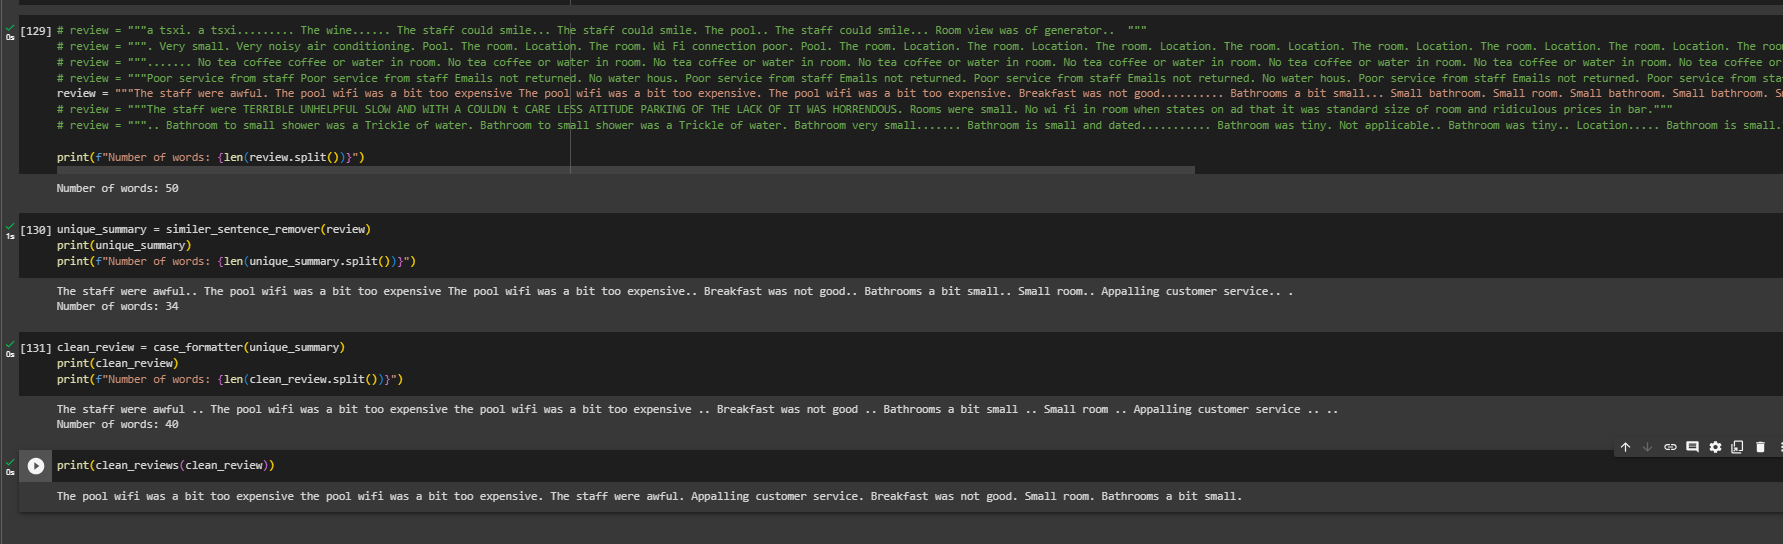 [129] # review = """a tsxi. a tsxi......... The wine...... The staff could smile... The staff could smile. The pool.. The staff could smile... Room view was of generator..  """
0s
# review = """. Very small. Very noisy air conditioning. Pool. The room. Location. The room. Wi Fi connection poor. Pool. The room. Location. The room. Location. The room. Location. The room. Location. The room. Location. The room. Location. The room. Location. The roo
# review = """....... No tea coffee coffee or water in room. No tea coffee or water in room. No tea coffee or water in room. No tea coffee or water in room. No tea coffee or water in room. No tea coffee or water in room. No tea coffee or
# review = """Poor service from staff Poor service from staff Emails not returned. No water hous. Poor service from staff Emails not returned. Poor service from staff Emails not returned. No water hous. Poor service from staff Emails not returned. Poor service from sta
review = """The staff were awful. The pool wifi was a bit too expensive The pool wifi was a bit too expensive. The pool wifi was a bit too expensive. Breakfast was not good.......... Bathrooms a bit small... Small bathroom. Small room. Small bathroom. Small bathroom. S
# review = """The staff were TERRIBLE UNHELPFUL SLOW AND WITH A COULDN t CARE LESS ATITUDE PARKING OF THE LACK OF IT WAS HORRENDOUS. Rooms were small. No wi fi in room when states on ad that it was standard size of room and ridiculous prices in bar."""
# review = """.. Bathroom to small shower was a Trickle of water. Bathroom to small shower was a Trickle of water. Bathroom very small....... Bathroom is small and dated........... Bathroom was tiny. Not applicable.. Bathroom was tiny.. Location..... Bathroom is small.
print(f"Number of words: {len(review.split())}")
Number of words: 50
[130] unique_summary = similer_sentence_remover(review)
1s
print(unique_summary)
print(f"Number of words: {len(unique_summary.split())}")
The staff were awful.. The pool wifi was a bit too expensive The pool wifi was a bit too expensive.. Breakfast was not good.. Bathrooms a bit small.. Small room.. Appalling customer service.. .
Number of words: 34
[131] clean_review = case_formatter(unique_summary)
0s
print(clean_review)
print(f"Number of words: {len(clean_review.split())}")
The staff were awful .. The pool wifi was a bit too expensive the pool wifi was a bit too expensive .. Breakfast was not good .. Bathrooms a bit small .. Small room .. Appalling customer service .. ..
Number of words: 40
print(clean_reviews(clean_review))
0s
The pool wifi was a bit too expensive the pool wifi was a bit too expensive. The staff were awful. Appalling customer service. Breakfast was not good. Small room. Bathrooms a bit small.